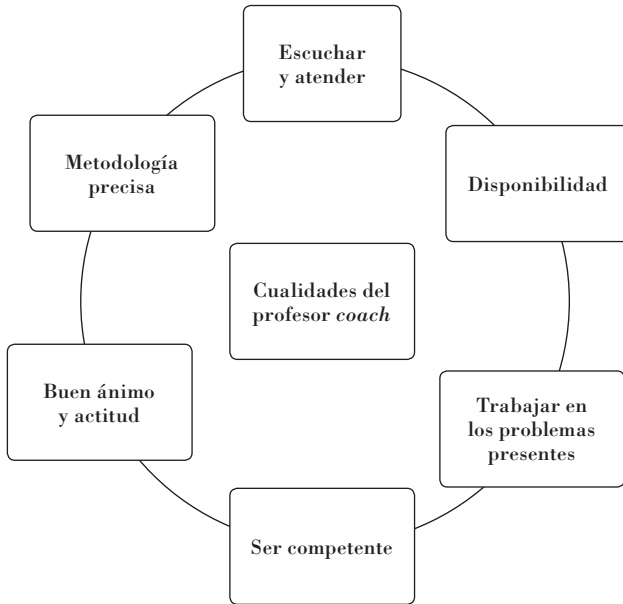 Escuchar
y atender
Metodología
precisa
Disponibilidad
Cualidades del
profesor coach
Buen ánimo
y actitud
Trabajar en
los problemas
presentes
Ser competente